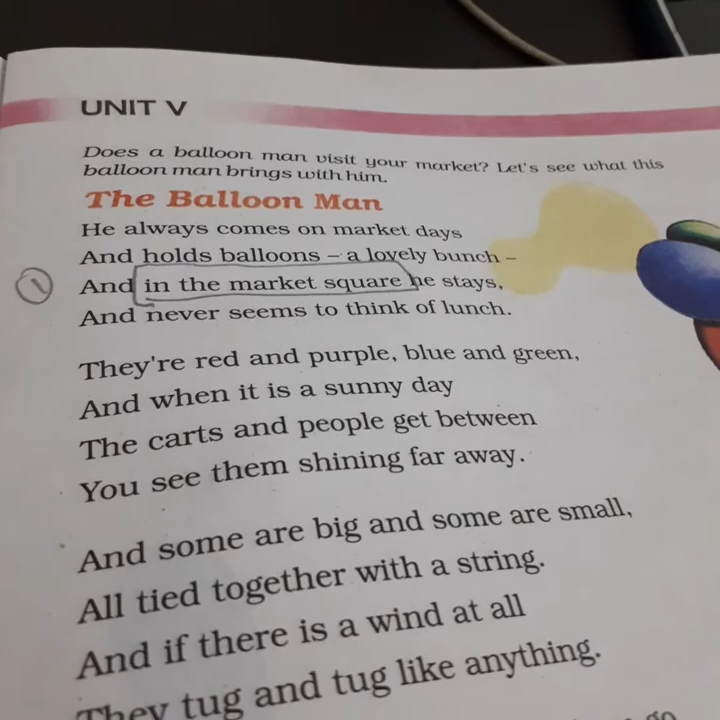 UNIT V
Does a balloon man visit your market? Let's see what this
balloon man brings with him.
The Balloon Man
He always comes on market days
And holds balloons – a lovely bunch –
1
And in the market square he stays,
And never seems to think of lunch.
They're red and purple, blue and green,
And when it is a sunny day
The carts and people get between
You see them shining far away.
And some are big and some are small,
All tied together with a string.
And if there is a wind at all
They tug and tug like anything.
go